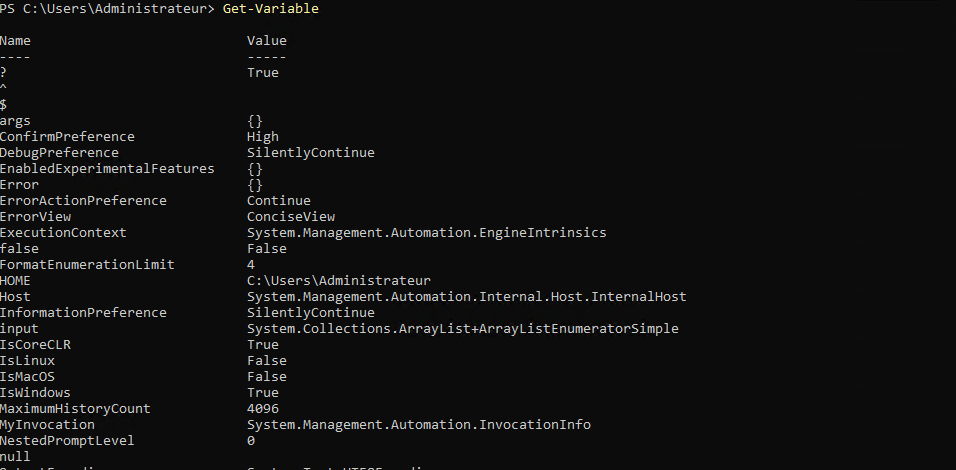 PS C:\Users\Administrateur> Get-Variable
Name Value
---- -----
? True
^
$
args {}
ConfirmPreference High
DebugPreference SilentlyContinue
EnabledExperimentalFeatures {}
Error {}
ErrorActionPreference Continue
ErrorView ConciseView
ExecutionContext System.Management.Automation.EngineIntrinsics
false False
FormatEnumerationLimit 4
HOME C:\Users\Administrateur
Host System.Management.Automation.Internal.Host.InternalHost
InformationPreference SilentlyContinue
input System.Collections.ArrayList+ArrayListEnumeratorSimple
IsCoreCLR True
IsLinux False
IsMacOS False
IsWindows True
MaximumHistoryCount 4096
MyInvocation System.Management.Automation.InvocationInfo
NestedPromptLevel 0
null